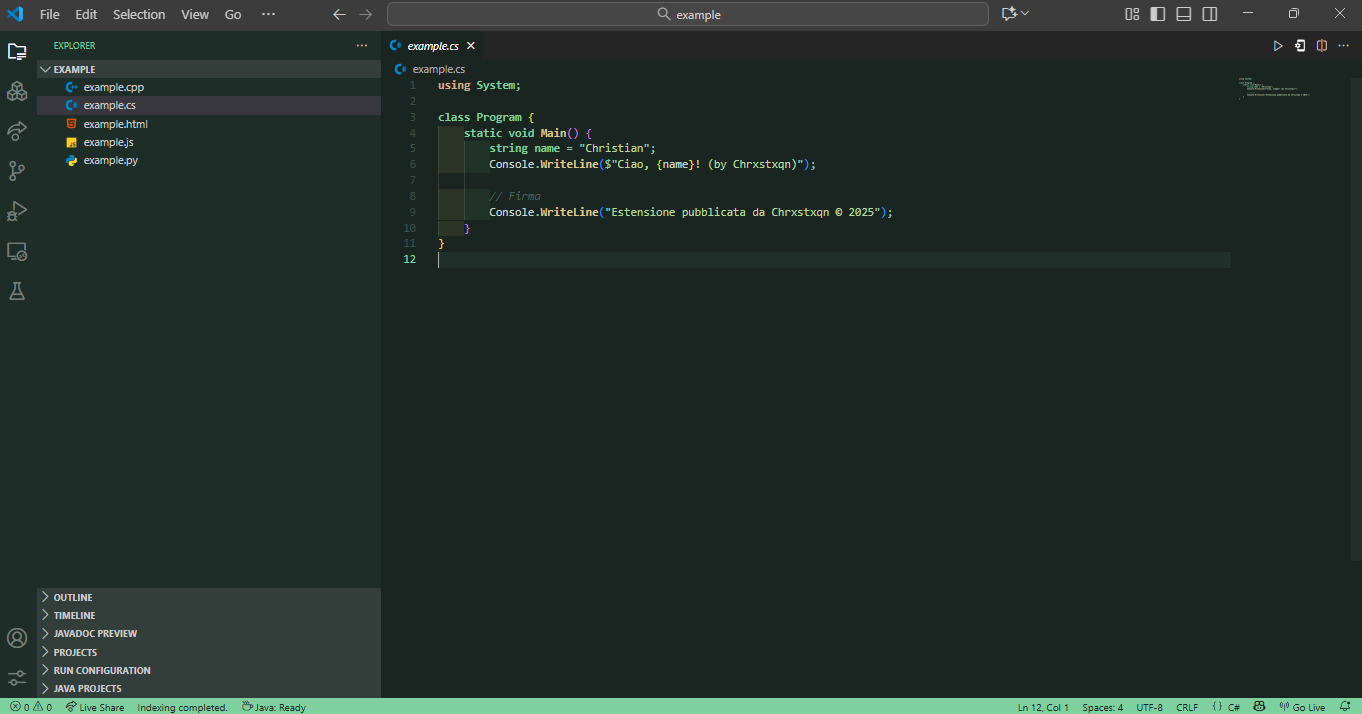 File Edit Selection View Go ···
example
EXPLORER ···
EXAMPLE
example.cpp
example.cs
example.html
example.js
example.py
OUTLINE
TIMELINE
JAVADOC PREVIEW
PROJECTS
RUN CONFIGURATION
JAVA PROJECTS
example.cs
example.cs
1 using System;
2
3 class Program {
4 static void Main() {
5 string name = "Christian";
6 Console.WriteLine($"Ciao, {name}! (by Chrxstxqn)");
7
8 // Firma
9 Console.WriteLine("Estensione pubblicata da Chrxstxqn © 2025");
10 }
11 }
12
0 0 Live Share Indexing completed. Java: Ready Ln 12, Col 1 Spaces: 4 UTF-8 CRLF {} C# Go Live